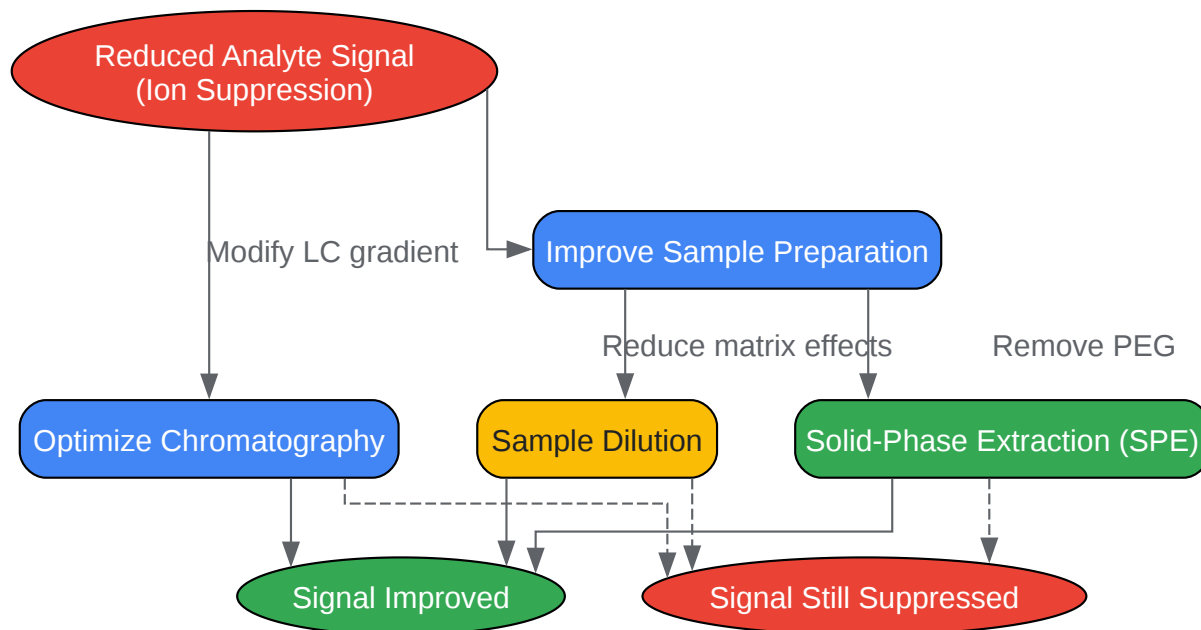 Reduced Analyte Signal
(Ion Suppression)
Modify LC gradient
Improve Sample Preparation
Reduce matrix effects
Remove PEG
Optimize Chromatography
Sample Dilution
Solid-Phase Extraction (SPE)
Signal Improved
Signal Still Suppressed